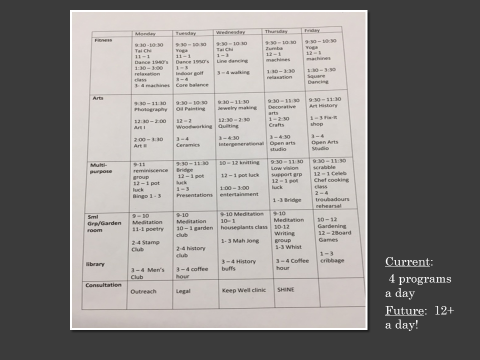 Monday Tuesday Wednesday Thursday Friday
Fitness
9:30 -10:30
Tai Chi
11 – 1
Dance 1940's
1:30 – 3:00
relaxation
class
3- 4 machines
9:30 – 10:30
Yoga
11 – 1
Dance 1950's
1 – 3
Indoor golf
3 – 4
Core balance
9:30 – 10:30
Tai Chi
1 – 3
Line dancing
3 – 4 walking
9:30 – 10:30
Zumba
12 – 1
machines
1:30 – 3:30
relaxation
9:30 – 10:30
Yoga
12 – 1
machines
1:30 – 3:30
Square
Dancing
Arts
9:30 – 11:30
Photography
12:30 – 2:00
Art I
2:00 – 3:30
Art II
9:30 – 10:30
Oil Painting
12 – 2
Woodworking
3 – 4
Ceramics
9:30 – 11:30
Jewelry making
12:30 – 2:30
Quilting
3 – 4:30
Intergenerational
9:30 – 11:30
Decorative
arts
1 – 2:30
Crafts
3 – 4:30
Open arts
studio
9:30 – 11:30
Art History
1 – 3 Fix-it
shop
3 – 4
Open Arts
Studio
Multi-
purpose
9-11
reminiscence
group
12 – 1 pot
luck
Bingo 1 - 3
9:30 – 11:30
Bridge
12 – 1 pot
luck
1 – 3
Presentations
10 – 12 knitting
12 – 1 pot
luck
1:00 – 3:00
entertainment
9:30 – 11:30
Low vision
support grp
12 – 1 pot
luck
1 -3 Bridge
9:30 – 11:30
scrabble
12 – 1 Celeb
Chef cooking
class
2 – 4
troubadours
rehearsal
Sml
Grp/Garden
room
library
9 – 10
Meditation
11-1 poetry
2-4 Stamp
Club
3 – 4 Men's
Club
9-10
Meditation
10 – 1 garden
club
2-4 history
club
3 – 4 coffee
hour
9-10 Meditation
10– 1
houseplants class
1- 3 Mah Jong
3 – 4 History
buffs
9-10
Meditation
10-12
Writing
group
1-3 Whist
3 – 4 Coffee
hour
10 – 12
Gardening
12 – 2Board
Games
1 – 3
cribbage
Consultation
Outreach
Legal
Keep Well clinic
SHINE
Current:
4 programs
a day
Future: 12+
a day!